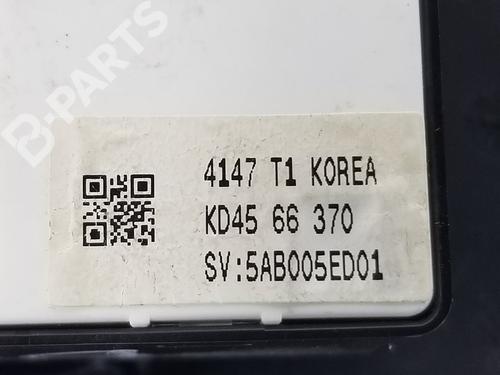 B-PARTS
4147 T1 KOREA
KD45 66 370
SV:5AB005ED01